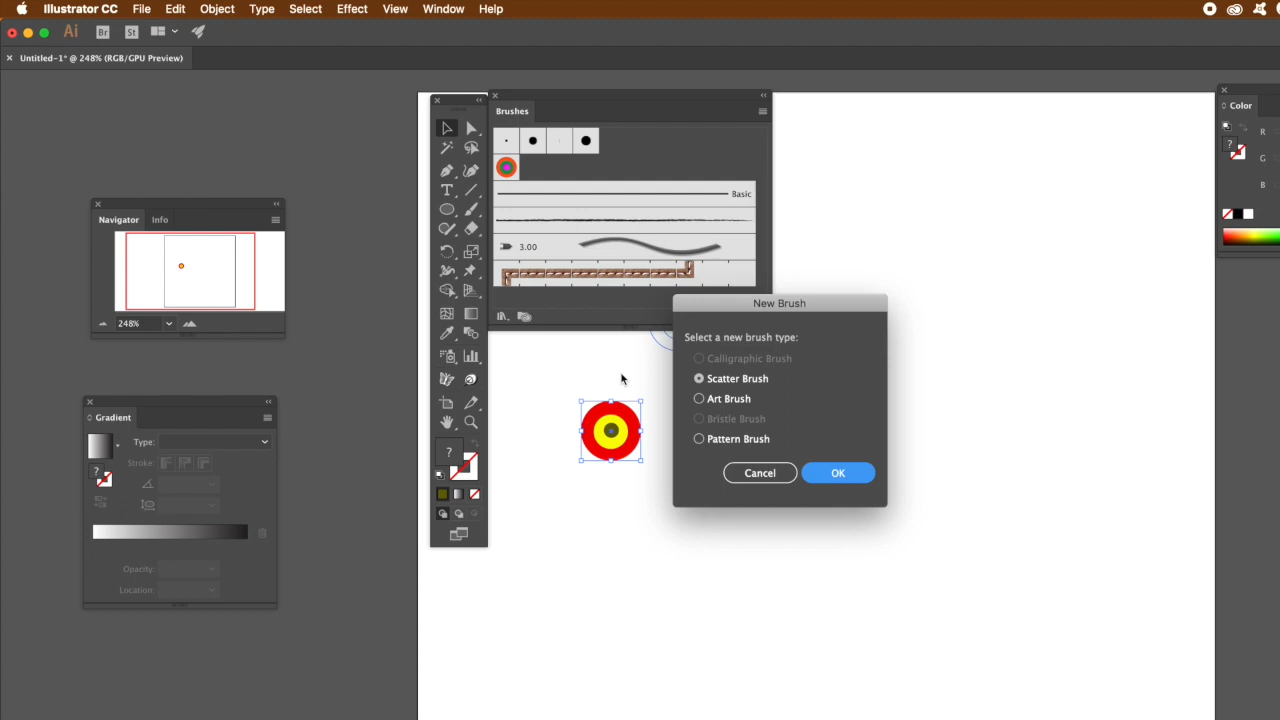 Illustrator CC File Edit Object Type Select Effect View Window Help
Ai Br St
Untitled-1* @ 248% (RGB/GPU Preview)
Brushes
Color
R
G
B
?
Basic
3.00
Navigator Info
248%
New Brush
Select a new brush type:
Calligraphic Brush
Scatter Brush
Art Brush
Bristle Brush
Pattern Brush
Cancel OK
T
?
Gradient
Type:
Stroke:
?
Opacity:
Location: